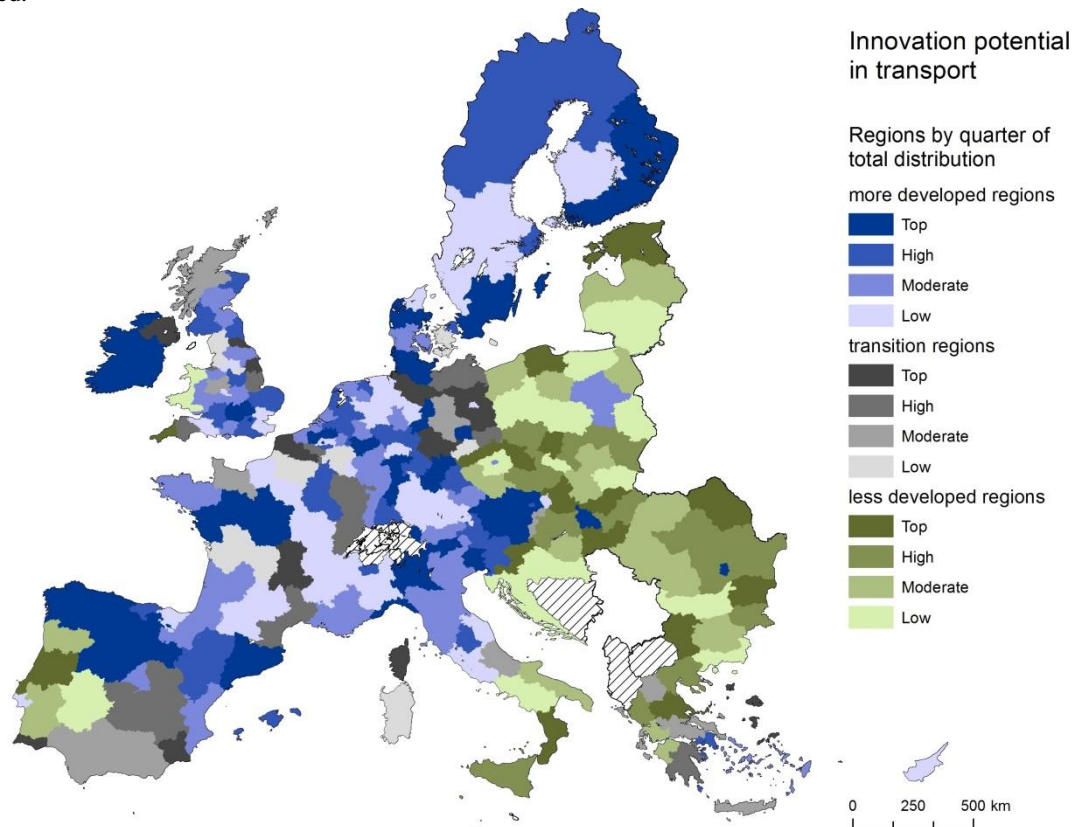 ed.
Innovation potential
in transport
Regions by quarter of
total distribution
more developed regions
Top
High
Moderate
Low
transition regions
Top
High
Moderate
Low
less developed regions
Top
High
Moderate
Low
0 250 500 km